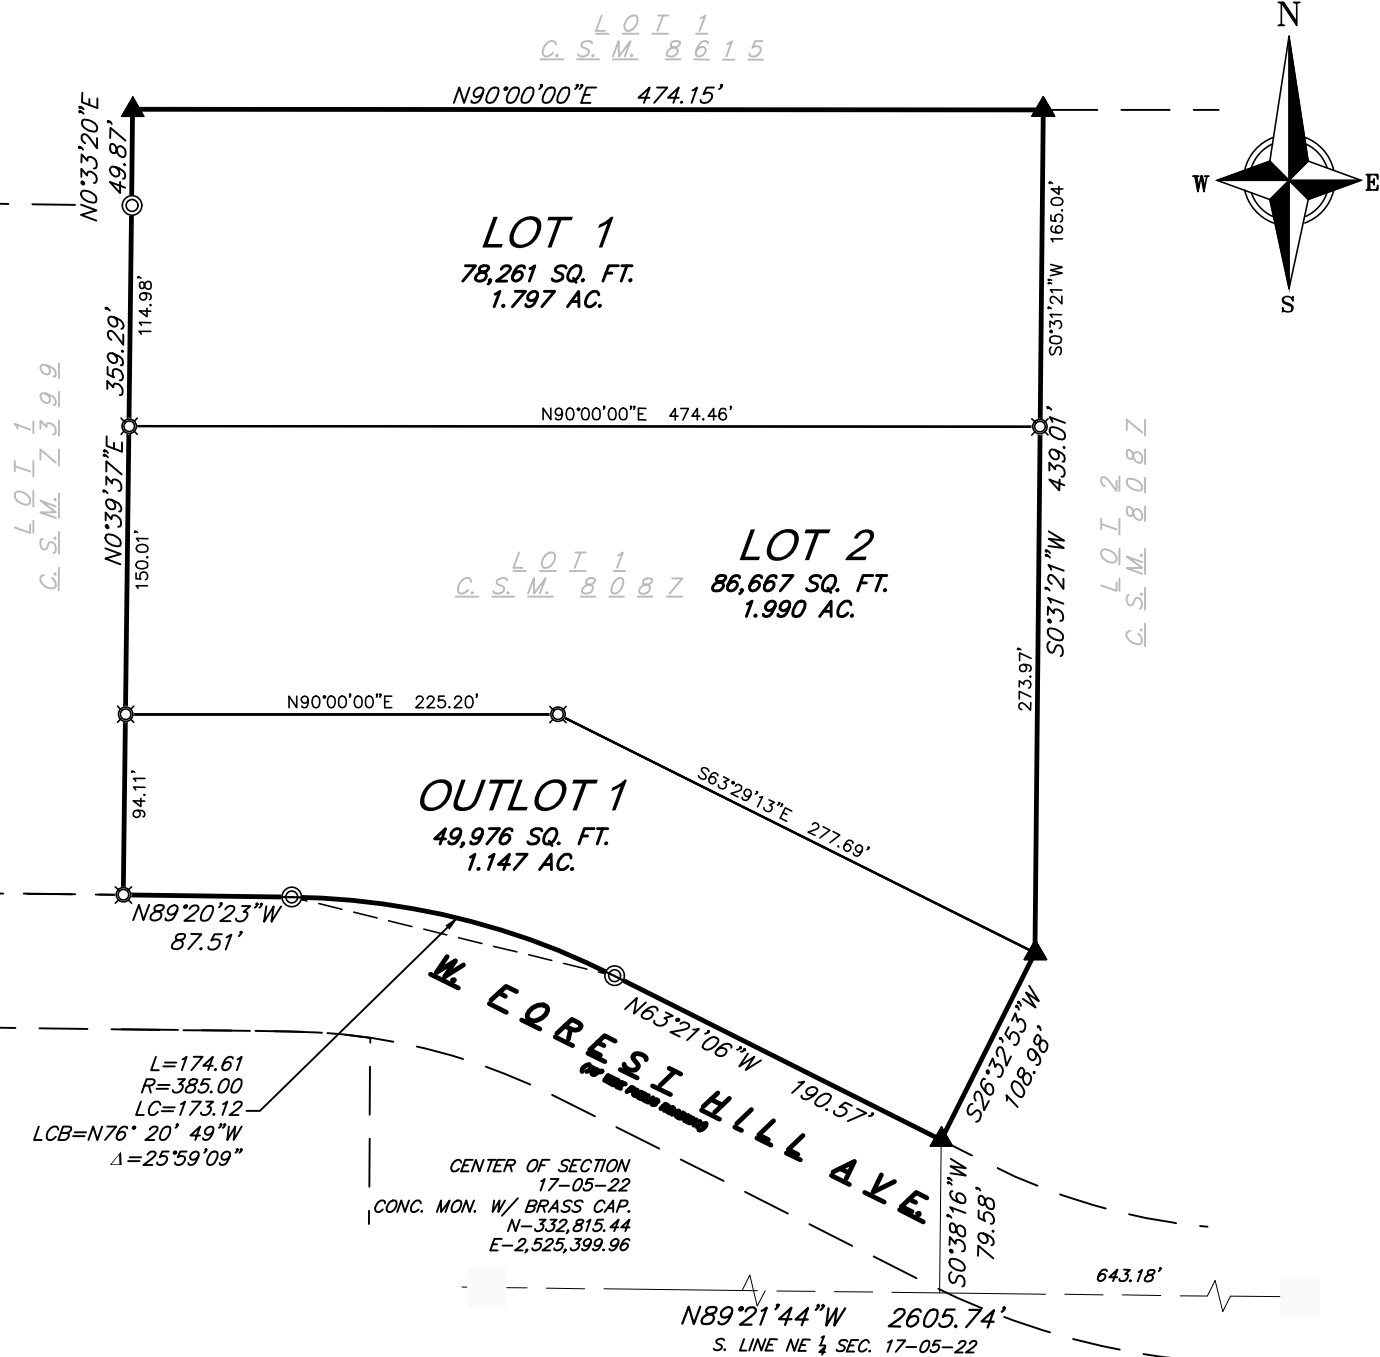 LOT 1
C. S. M. 8615
N
N90°00'00"E 474.15'
N0°33'20"E
49.87'
W
E
S
165.04'
S0°31'21"W
LOT 1
78,261 SQ. FT.
1.797 AC.
114.98'
359.29'
N0°39'37"E
LOT 1
C. S. M. 7399
N90°00'00"E 474.46'
439.01'
S0°31'21"W
LOT 2
C. S. M. 8087
LOT 2
86,667 SQ. FT.
1.990 AC.
LOT 1
C. S. M. 8087
150.01'
273.97'
N90°00'00"E 225.20'
S63°29'13"E 277.69'
94.11'
OUTLOT 1
49,976 SQ. FT.
1.147 AC.
N89°20'23"W
87.51'
W. FOREST HILL AVE.
N63°21'06"W 190.57'
S26°32'53"W
108.98'
L=174.61
R=385.00
LC=173.12
LCB=N76° 20' 49"W
Δ=25°59'09"
CENTER OF SECTION
17-05-22
CONC. MON. W/ BRASS CAP.
N-332,815.44
E-2,525,399.96
S0°38'16"W
79.58'
643.18'
N89°21'44"W 2605.74'
S. LINE NE ¼ SEC. 17-05-22